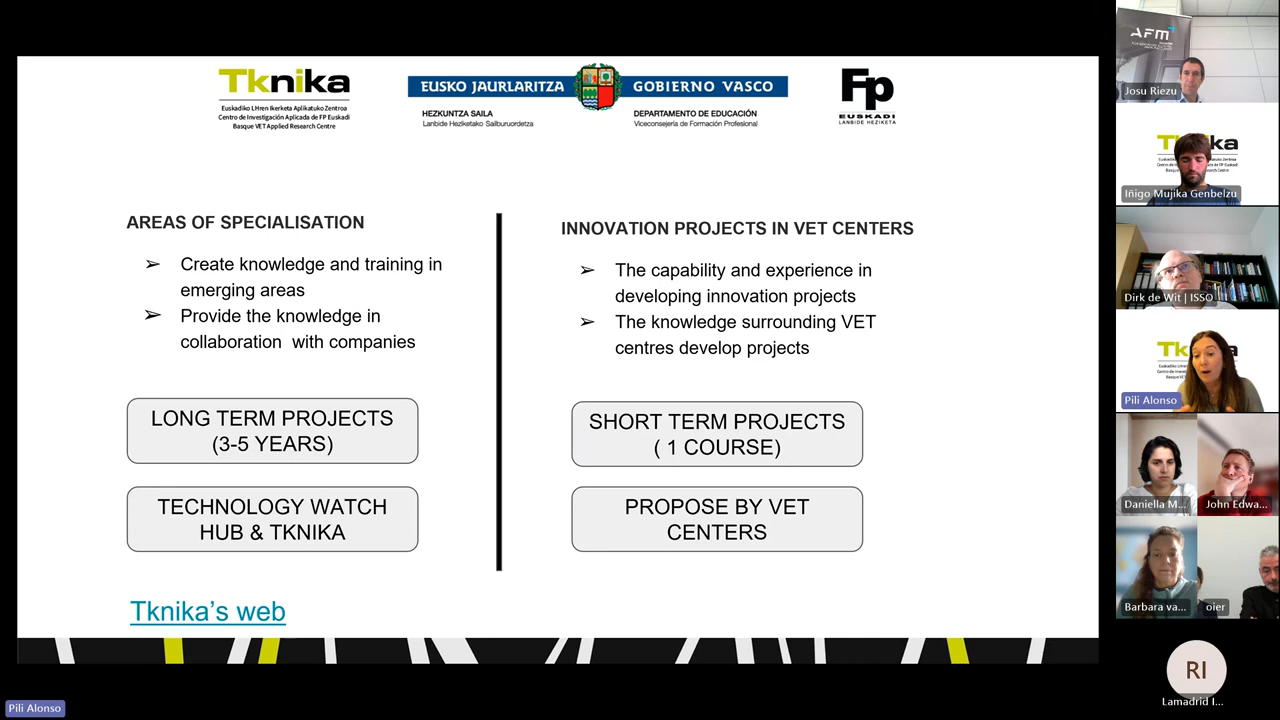 Tknika
Euskadiko LHren Ikerketa Aplikatuko Zentroa
Centro de Investigación Aplicada de FP Euskadi
Basque VET Applied Research Centre
EUSKO JAURLARITZA
GOBIERNO VASCO
HEZKUNTZA SAILA
Lanbide Heziketako Sailburuordetza
DEPARTAMENTO DE EDUCACIÓN
Viceconsejería de Formación Profesional
Fp
EUSKADI
LANBIDE HEZIKETA
AREAS OF SPECIALISATION
➢ Create knowledge and training in
emerging areas
➢ Provide the knowledge in
collaboration with companies
LONG TERM PROJECTS
(3-5 YEARS)
TECHNOLOGY WATCH
HUB & TKNIKA
Tknika's web
INNOVATION PROJECTS IN VET CENTERS
➢ The capability and experience in
developing innovation projects
➢ The knowledge surrounding VET
centres develop projects
SHORT TERM PROJECTS
( 1 COURSE)
PROPOSE BY VET
CENTERS
Pili Alonso
AFM
Josu Riezu
Iñigo Mujika Genbelzu
Dirk de Wit | ISSO
Pili Alonso
Daniella M...
John Edwa...
Barbara va...
oier
RI
Lamadrid I...